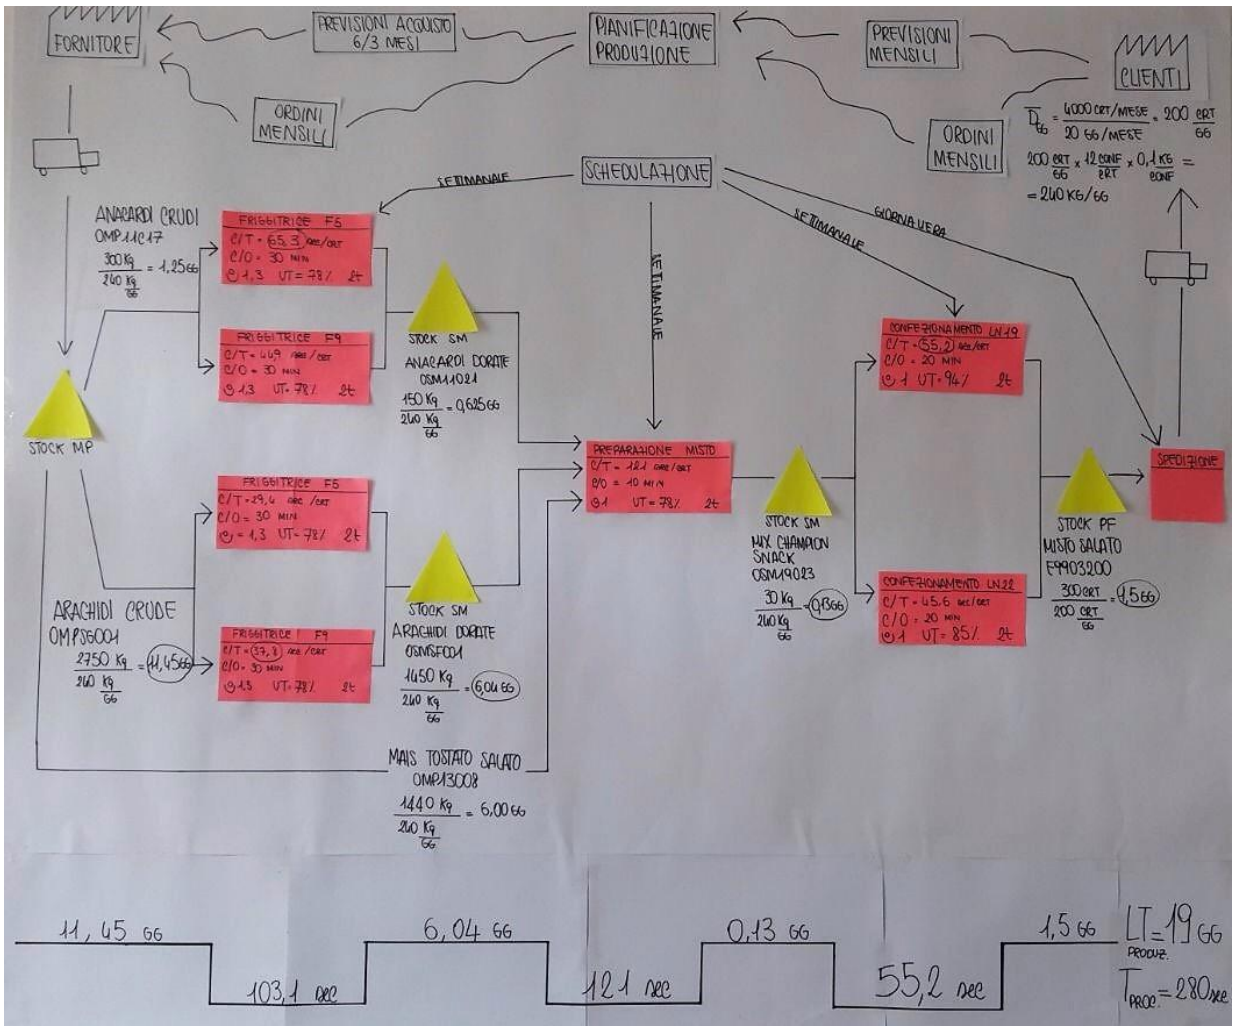 FORNITORE
PREVISIONI ACQUISTO
6/3 MESI
PIANIFICAZIONE
PRODUZIONE
PREVISIONI
MENSILI
CLIENTI
ORDINI
MENSILI
ORDINI
MENSILI
D̅GG = 4000 CRT/MESE / 20 GG/MESE = 200 CRT/GG
200 CRT/GG x 12 CONF/CRT x 0,1 KG/CONF =
= 240 KG/GG
SCHEDULAZIONE
SETTIMANALE
SETTIMANALE
SETTIMANALE
GIORNALIERA
ANACARDI CRUDI
OMP11C17
300 Kg / 240 Kg/GG = 1,25 GG
FRIGGITRICE F5
C/T = 65,3 sec/CRT
C/O = 30 MIN
1,3 UT = 78% 2t
FRIGGITRICE F9
C/T = 44,9 sec/CRT
C/O = 30 MIN
1,3 UT = 78% 2t
STOCK SM
ANACARDI DORATE
OSM11021
150 Kg / 240 Kg/GG = 0,625 GG
STOCK MP
CONFEZIONAMENTO LN19
C/T = 55,2 sec/CRT
C/O = 20 MIN
1 UT = 94% 2t
PREPARAZIONE MISTO
C/T = 121 sec/CRT
C/O = 10 MIN
1 UT = 78% 2t
SPEDIZIONE
FRIGGITRICE F5
C/T = 29,4 sec/CRT
C/O = 30 MIN
= 1,3 UT = 78% 2t
STOCK SM
MIX CHAMPION
SNACK
OSM19023
30 Kg / 240 Kg/GG = 0,13 GG
STOCK PF
MISTO SALATO
E9903200
300 CRT / 200 CRT/GG = 1,5 GG
ARACHIDI CRUDE
OMPSG001
2750 Kg / 240 Kg/GG = 11,45 GG
FRIGGITRICE F9
C/T = 37,8 sec/CRT
C/O = 30 MIN
1,3 UT = 78% 2t
STOCK SM
ARACHIDI DORATE
OSMSF001
1450 Kg / 240 Kg/GG = 6,04 GG
CONFEZIONAMENTO LN22
C/T = 45,6 sec/CRT
C/O = 20 MIN
1 UT = 85% 2t
MAIS TOSTATO SALATO
OMP13008
1440 Kg / 240 Kg/GG = 6,00 GG
11,45 GG
6,04 GG
0,13 GG
1,5 GG
LT PRODUZ. = 19 GG
103,1 sec
121 sec
55,2 sec
T PROC. = 280 sec